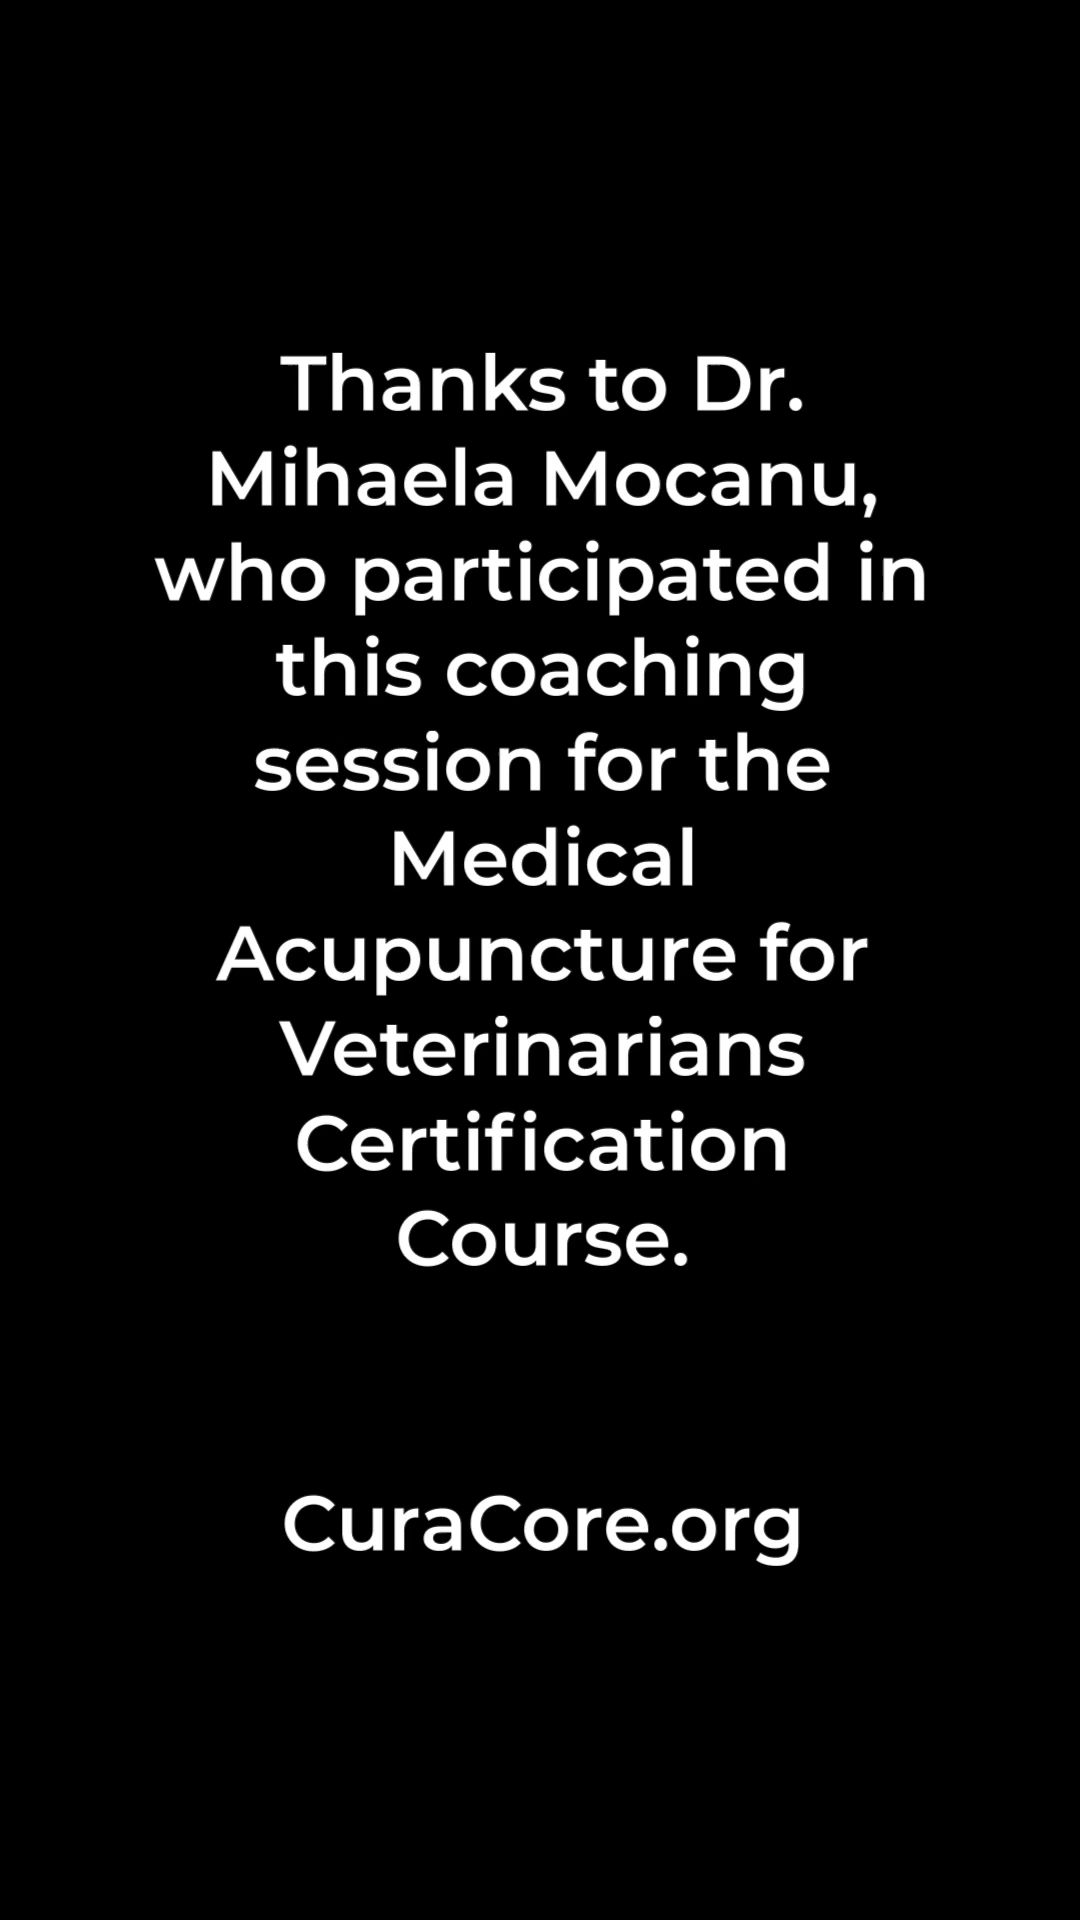 Thanks to Dr.
Mihaela Mocanu,
who participated in
this coaching
session for the
Medical
Acupuncture for
Veterinarians
Certification
Course.
CuraCore.org